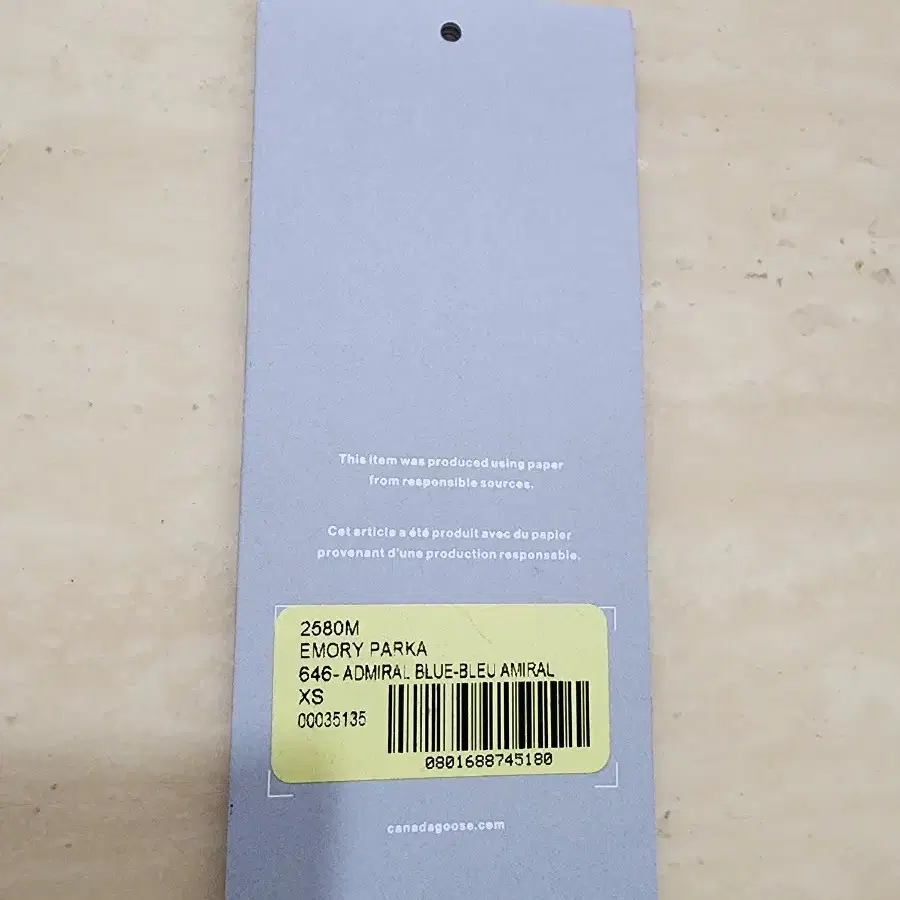 This item was produced using paper
from responsible sources.
Cet article a été produit avec du papier
provenant d'une production responsable.
2580M
EMORY PARKA
646- ADMIRAL BLUE-BLEU AMIRAL
XS
00035135
0801688745180
canadagoose.com